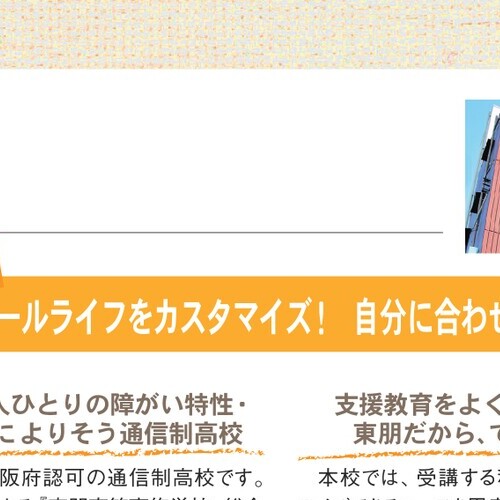 ールライフをカスタマイズ! 自分に合わせ
人ひとりの障がい特性・
によりそう通信制高校
阪府認可の通信制高校です。
支援教育をよく
東朋だから、て
本校では、受講する